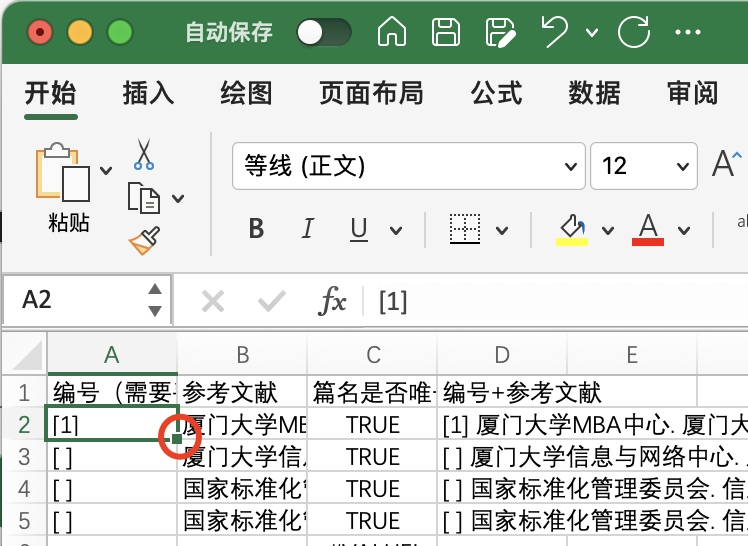 自动保存
开始 插入 绘图 页面布局 公式 数据 审阅
粘贴
等线 (正文) 12 A^
B I U A ab
A2 fx [1]
A B C D E
1 编号（需要 参考文献 篇名是否唯 编号+参考文献
2 [1] 厦门大学MB TRUE [1] 厦门大学MBA中心. 厦门大
3 [ ] 厦门大学信 TRUE [ ] 厦门大学信息与网络中心.
4 [ ] 国家标准化 TRUE [ ] 国家标准化管理委员会. 信
5 [ ] 国家标准化 TRUE [ ] 国家标准化管理委员会. 信